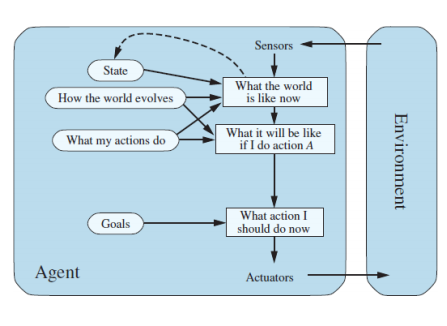 Sensors
State
What the world
is like now
How the world evolves
What it will be like
if I do action A
What my actions do
Environment
What action I
should do now
Goals
Agent
Actuators